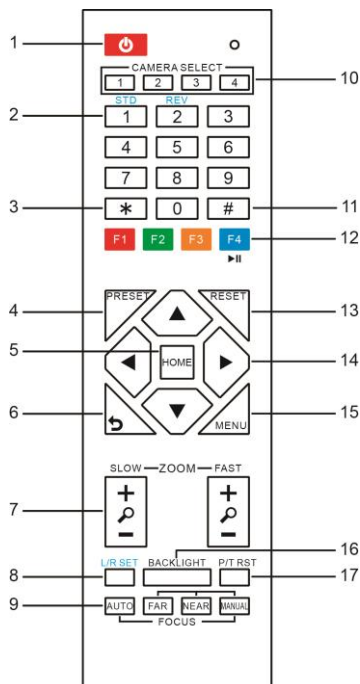 1
CAMERA SELECT
1 2 3 4
10
STD REV
2
1 2 3
4 5 6
7 8 9
3
* 0 #
11
F1 F2 F3 F4
12
PRESET RESET
4
13
5
HOME
14
6
MENU
15
SLOW ZOOM FAST
+ +
7
- -
16
L/R SET BACKLIGHT P/T RST
8
17
9
AUTO FAR NEAR MANUAL
FOCUS